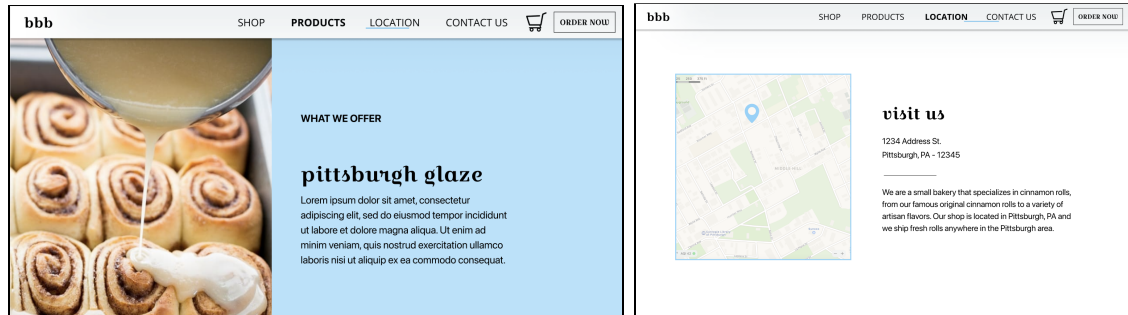 bbb SHOP PRODUCTS LOCATION CONTACT US ORDER NOW
WHAT WE OFFER
pittsburgh glaze
Lorem ipsum dolor sit amet, consectetur
adipiscing elit, sed do eiusmod tempor incididunt
ut labore et dolore magna aliqua. Ut enim ad
minim veniam, quis nostrud exercitation ullamco
laboris nisi ut aliquip ex ea commodo consequat.
bbb SHOP PRODUCTS LOCATION CONTACT US ORDER NOW
visit us
1234 Address St.
Pittsburgh, PA - 12345
We are a small bakery that specializes in cinnamon rolls,
from our famous original cinnamon rolls to a variety of
artisan flavors. Our shop is located in Pittsburgh, PA and
we ship fresh rolls anywhere in the Pittsburgh area.